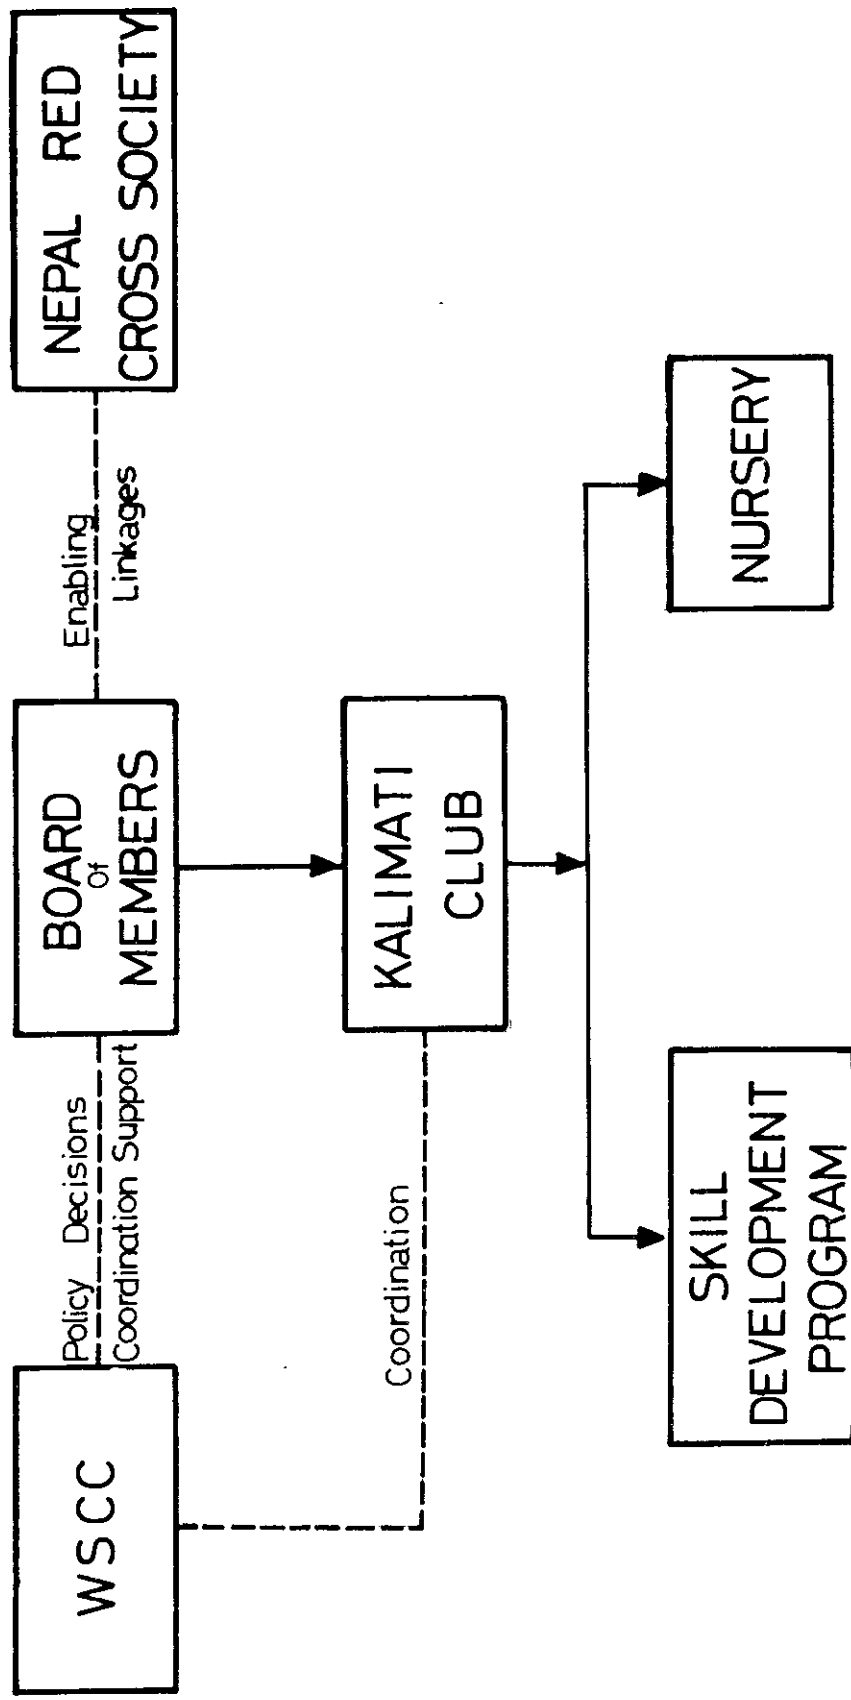 WSCC
Policy Decisions
Coordination Support
BOARD
Of
MEMBERS
Enabling
Linkages
NEPAL RED
CROSS SOCIETY
Coordination
KALIMATI
CLUB
SKILL
DEVELOPMENT
PROGRAM
NURSERY